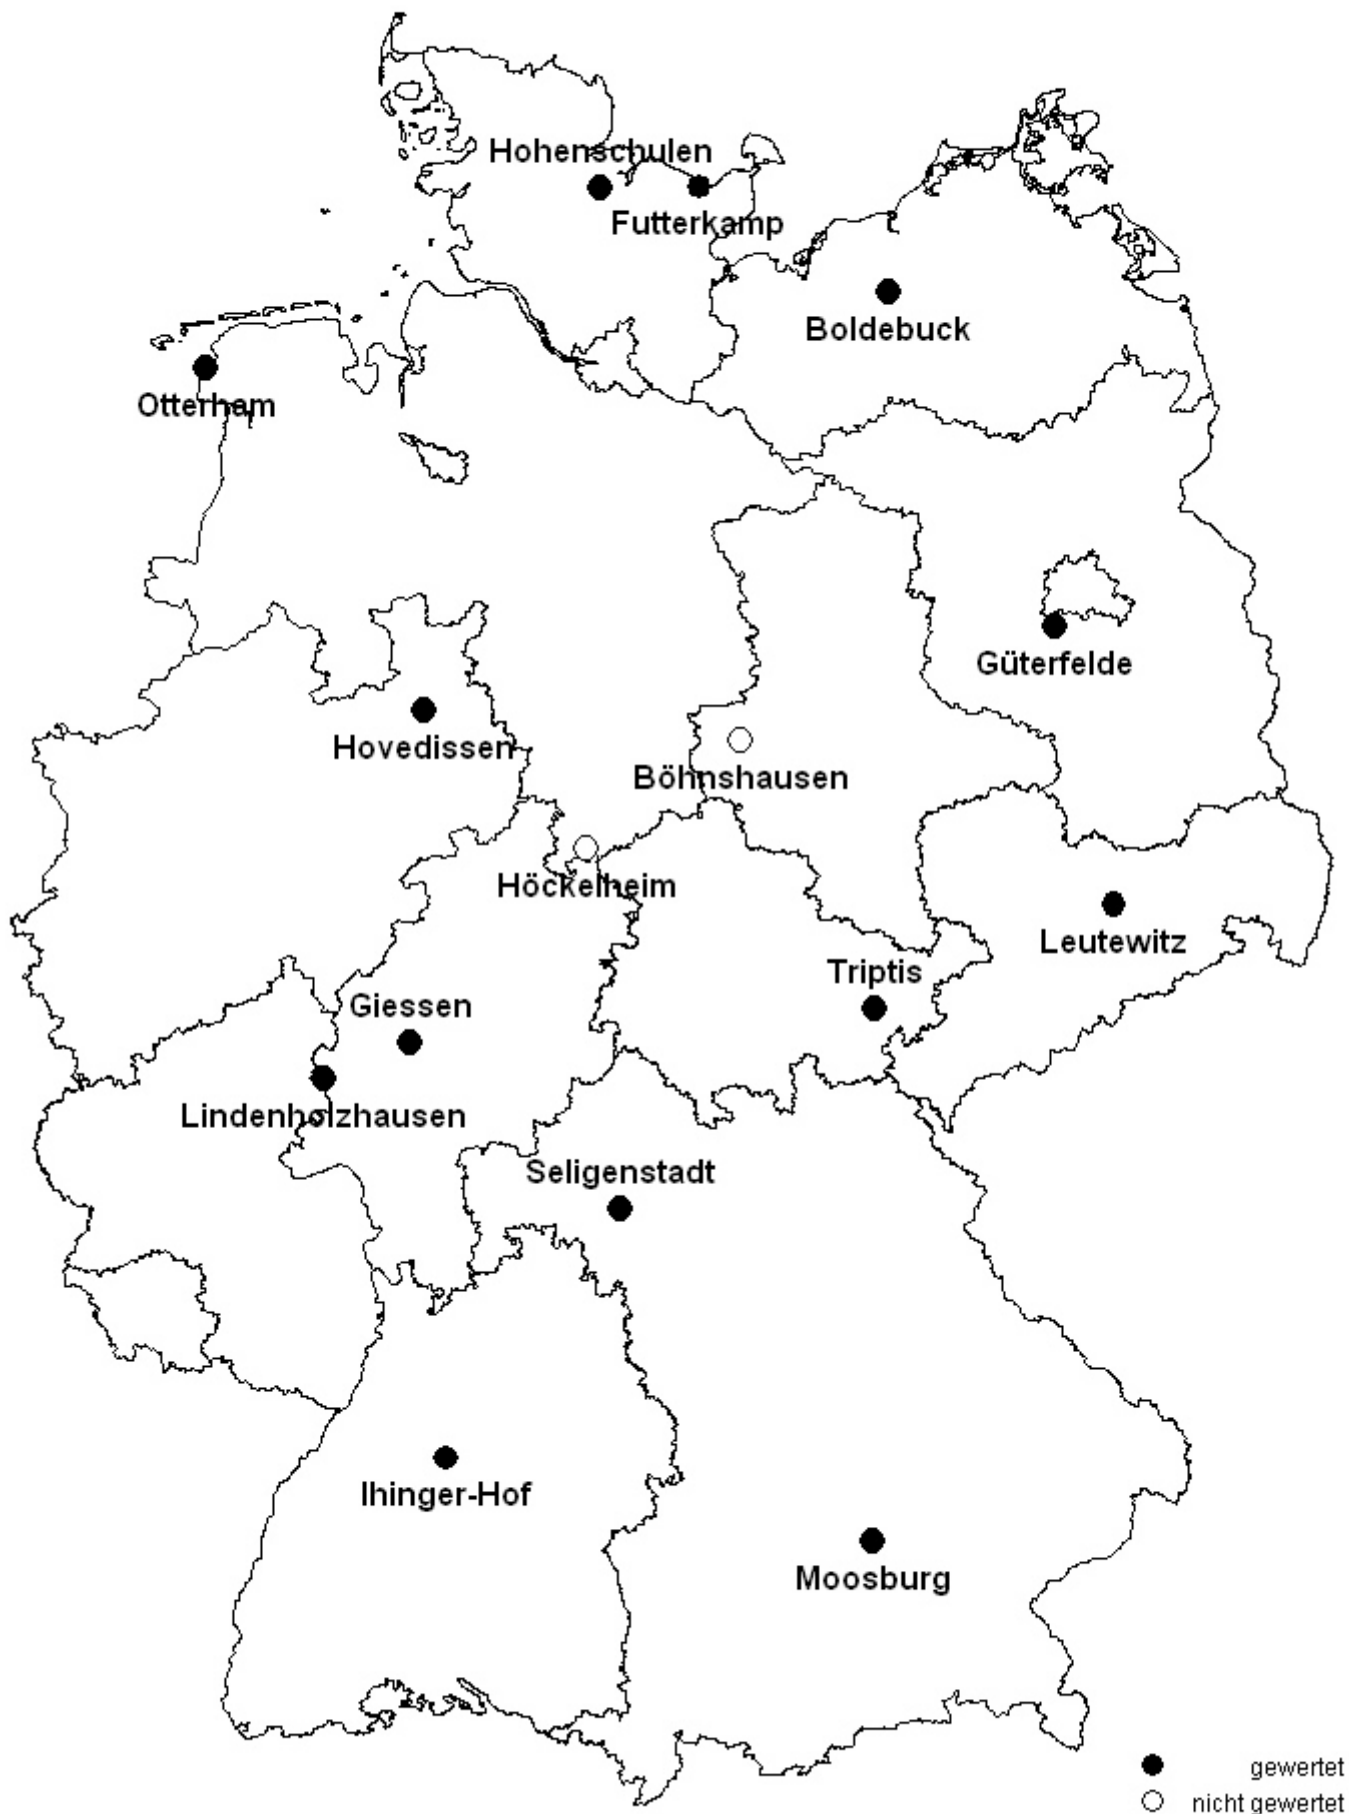 Hohenschulen
Futterkamp
Boldebuck
Otterham
Güterfelde
Hovedissen
Böhnshausen
Höckelheim
Leutewitz
Triptis
Giessen
Lindenholzhausen
Seligenstadt
Ihinger-Hof
Moosburg
gewertet
nicht gewertet